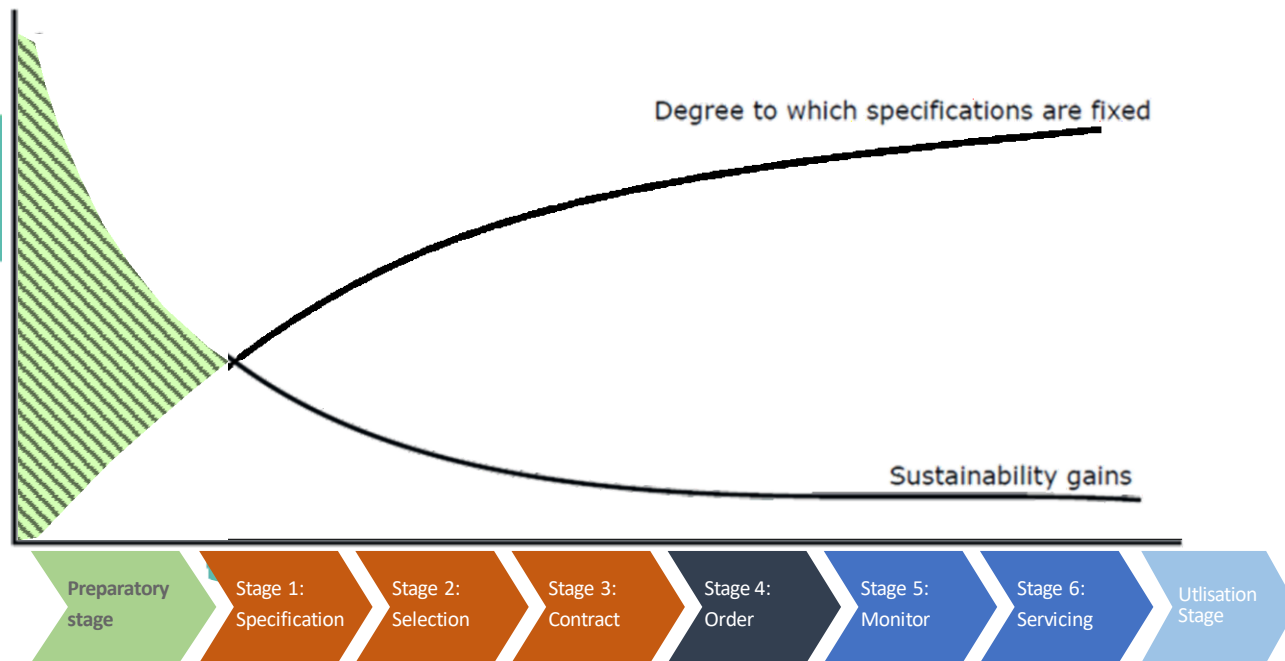 Degree to which specifications are fixed
Sustainability gains
Preparatory
stage
Stage 1:
Specification
Stage 2:
Selection
Stage 3:
Contract
Stage 4:
Order
Stage 5:
Monitor
Stage 6:
Servicing
Utlisation
Stage